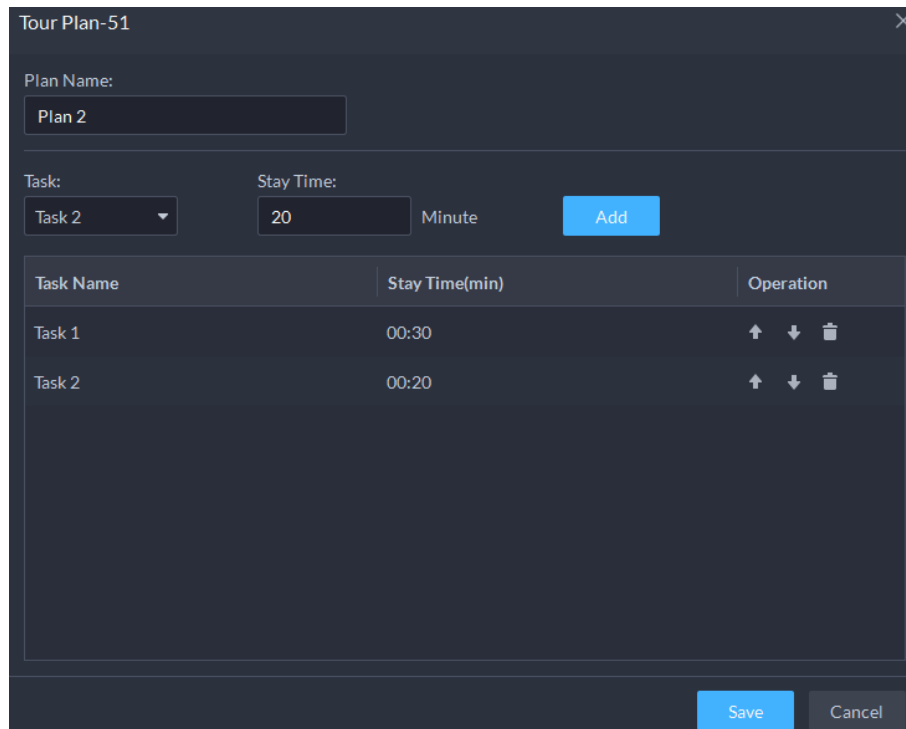 Tour Plan-51
Plan Name:
Plan 2
Task: Stay Time:
Task 2 20 Minute Add
Task Name Stay Time(min) Operation
Task 1 00:30
Task 2 00:20
Save Cancel